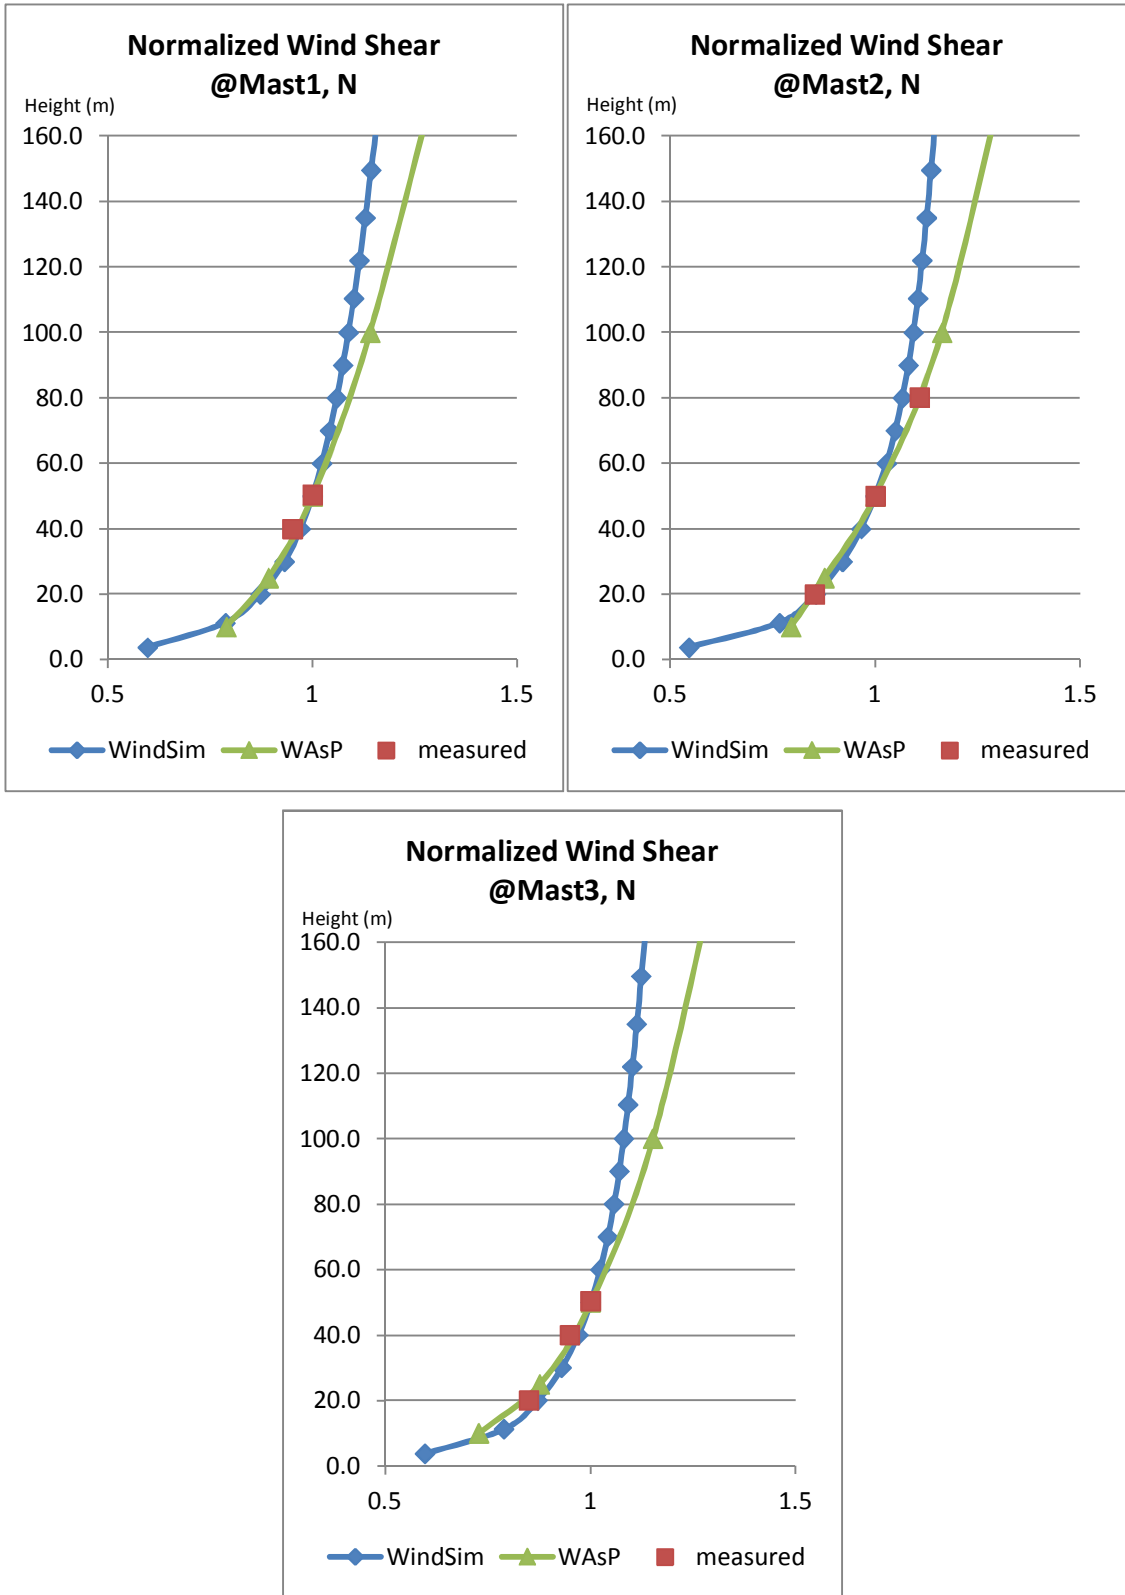 Normalized Wind Shear
@Mast1, N
Height (m)
160.0
140.0
120.0
100.0
80.0
60.0
40.0
20.0
0.0
0.5 1 1.5
WindSim WAsP measured
Normalized Wind Shear
@Mast2, N
Height (m)
160.0
140.0
120.0
100.0
80.0
60.0
40.0
20.0
0.0
0.5 1 1.5
WindSim WAsP measured
Normalized Wind Shear
@Mast3, N
Height (m)
160.0
140.0
120.0
100.0
80.0
60.0
40.0
20.0
0.0
0.5 1 1.5
WindSim WAsP measured